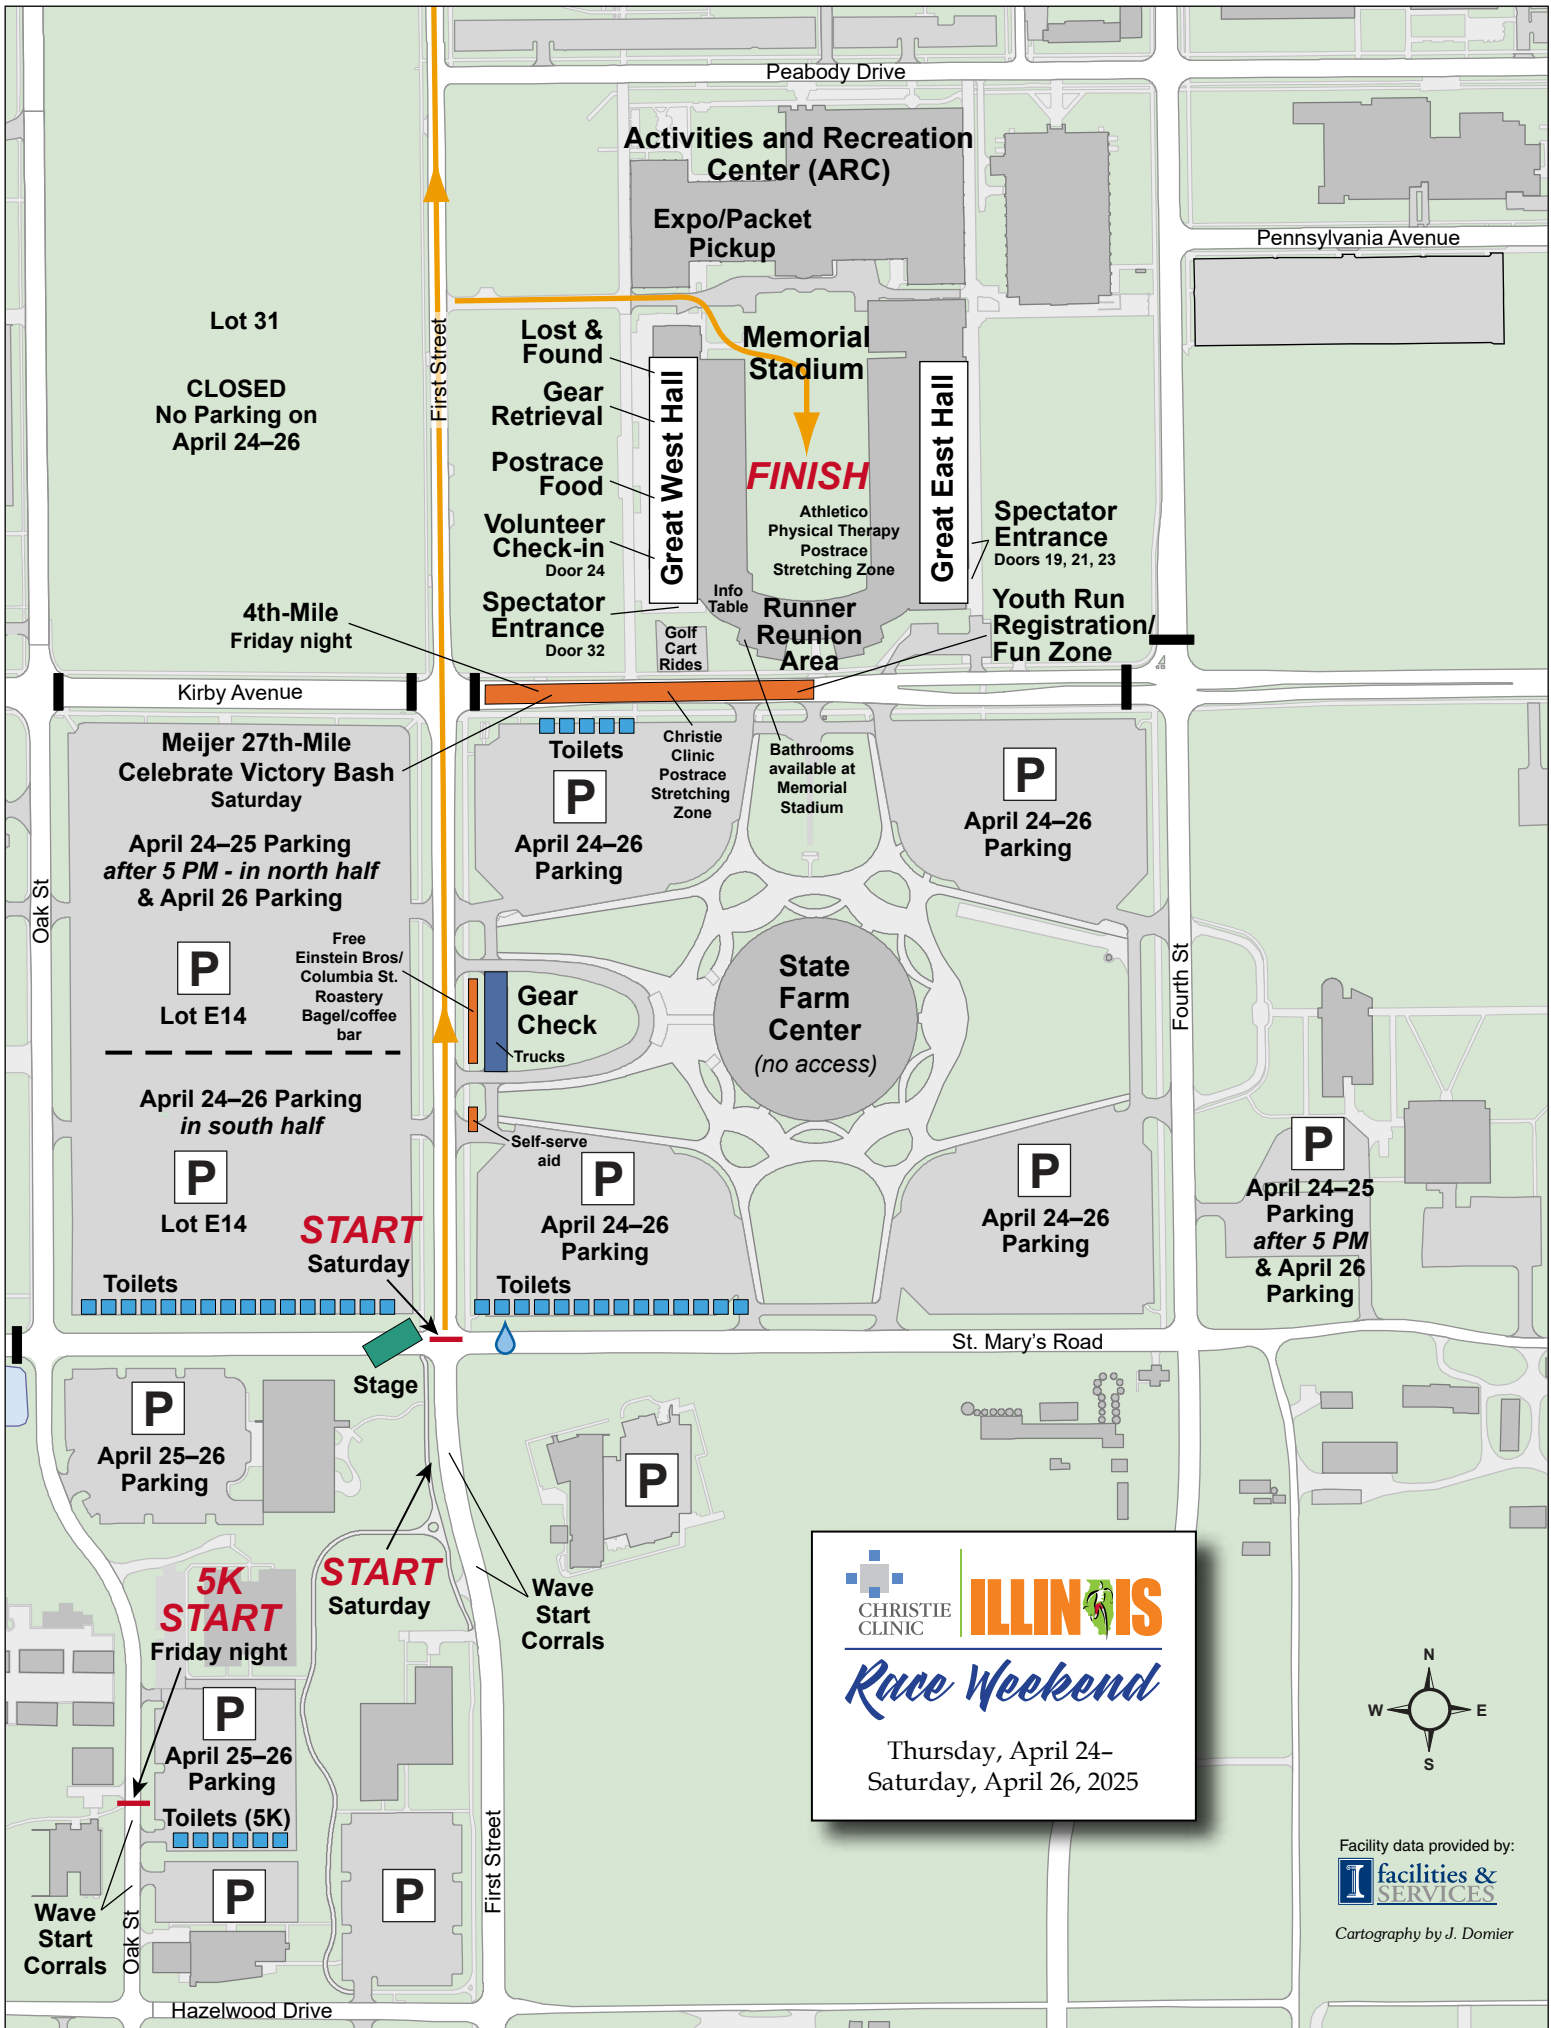 Peabody Drive
Activities and Recreation
Center (ARC)
Expo/Packet
Pickup
Pennsylvania Avenue
Lot 31
CLOSED
No Parking on
April 24–26
First Street
Lost &
Found
Gear
Retrieval
Postrace
Food
Volunteer
Check-in
Door 24
Spectator
Entrance
Door 32
Great West Hall
Memorial
Stadium
FINISH
Athletico
Physical Therapy
Postrace
Stretching Zone
Great East Hall
Spectator
Entrance
Doors 19, 21, 23
Info
Table
Runner
Reunion
Area
Golf
Cart
Rides
Youth Run
Registration/
Fun Zone
4th-Mile
Friday night
Kirby Avenue
Meijer 27th-Mile
Celebrate Victory Bash
Saturday
Toilets
Christie
Clinic
Postrace
Stretching
Zone
Bathrooms
available at
Memorial
Stadium
P
April 24–26
Parking
P
April 24–26
Parking
April 24–25 Parking
after 5 PM - in north half
& April 26 Parking
P
Lot E14
Oak St
Free
Einstein Bros/
Columbia St.
Roastery
Bagel/coffee
bar
Gear
Check
Trucks
State
Farm
Center
(no access)
Fourth St
April 24–26 Parking
in south half
P
Lot E14
Self-serve
aid
P
April 24–26
Parking
P
April 24–26
Parking
P
April 24–25
Parking
after 5 PM
& April 26
Parking
START
Saturday
Toilets
Toilets
St. Mary's Road
Stage
P
April 25–26
Parking
P
START
Saturday
Wave
Start
Corrals
5K
START
Friday night
P
April 25–26
Parking
Toilets (5K)
P
P
Wave
Start
Corrals
Oak St
First Street
Hazelwood Drive
CHRISTIE
CLINIC
ILLINOIS
Race Weekend
Thursday, April 24–
Saturday, April 26, 2025
N
W
E
S
Facility data provided by:
I
facilities &
SERVICES
Cartography by J. Domier